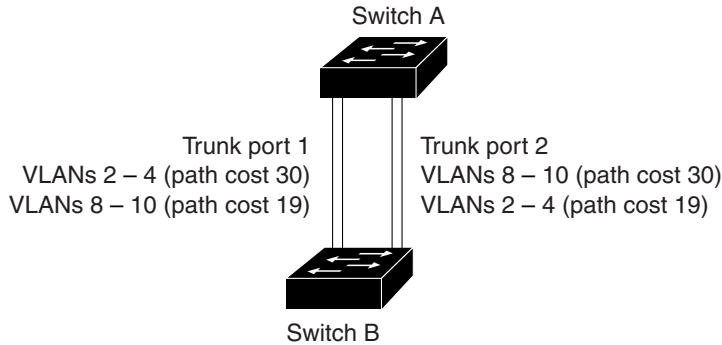 Switch A
Trunk port 1
VLANs 2 – 4 (path cost 30)
VLANs 8 – 10 (path cost 19)
Trunk port 2
VLANs 8 – 10 (path cost 30)
VLANs 2 – 4 (path cost 19)
Switch B